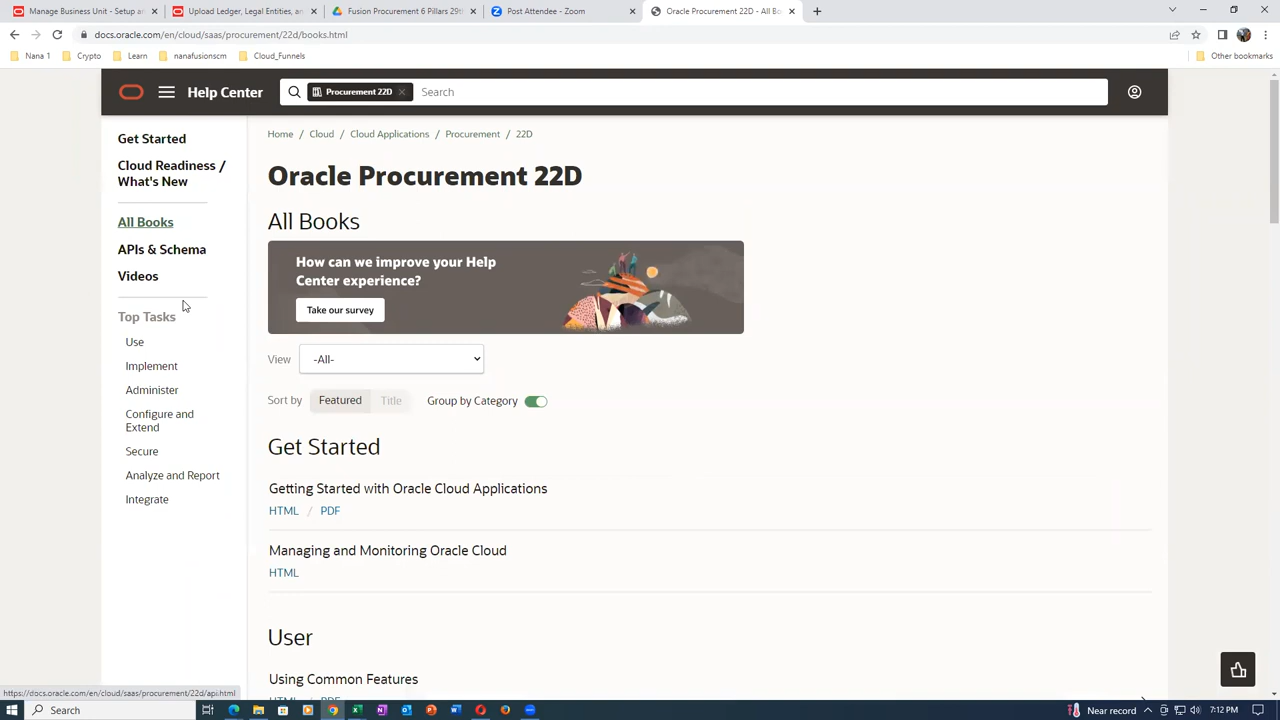 Manage Business Unit - Setup an
Upload Ledger, Legal Entities, an
Fusion Procurement 6 Pillars 29th
Post Attendee - Zoom
Oracle Procurement 22D - All Bo
docs.oracle.com/en/cloud/saas/procurement/22d/books.html
Nana 1
Crypto
Learn
nanafusionscm
Cloud_Funnels
Other bookmarks
Help Center
Procurement 22D
Search
Get Started
Cloud Readiness /
What's New
All Books
APIs & Schema
Videos
Top Tasks
Use
Implement
Administer
Configure and
Extend
Secure
Analyze and Report
Integrate
Home / Cloud / Cloud Applications / Procurement / 22D
Oracle Procurement 22D
All Books
How can we improve your Help
Center experience?
Take our survey
View
-All-
Sort by
Featured
Title
Group by Category
Get Started
Getting Started with Oracle Cloud Applications
HTML / PDF
Managing and Monitoring Oracle Cloud
HTML
User
Using Common Features
HTML / PDF
https://docs.oracle.com/en/cloud/saas/procurement/22d/api.html
Search
Near record
7:12 PM